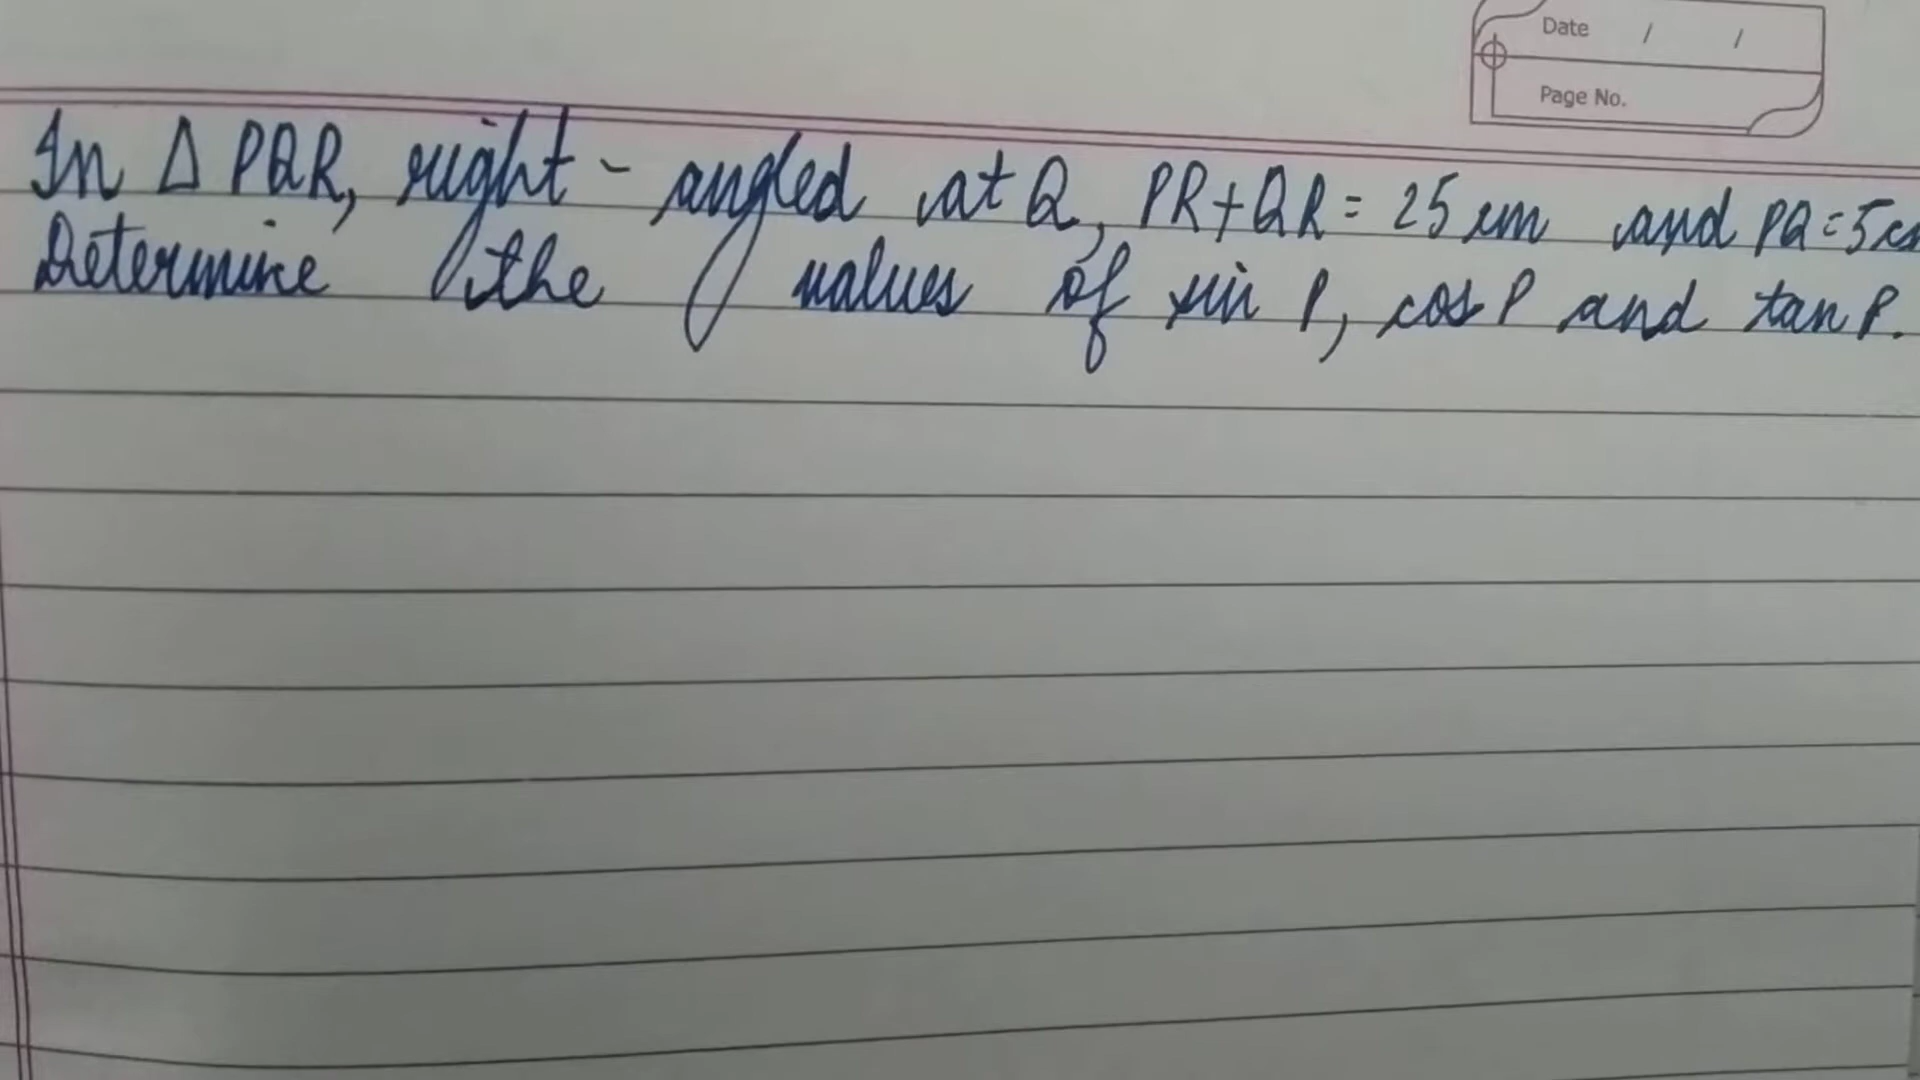 Date / /
Page No.
In Δ PQR, right - angled at Q, PR+QR = 25 cm and PQ = 5cm
Determine the values of sin P, cos P and tan P.